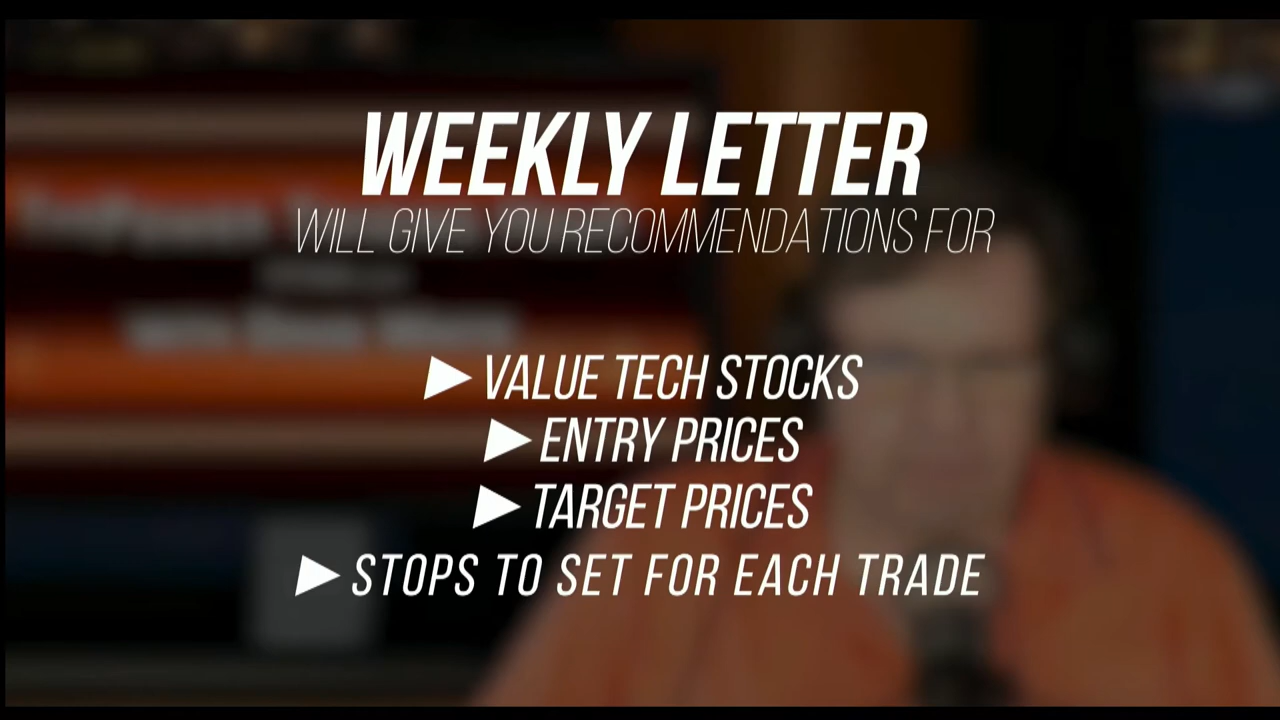 WEEKLY LETTER
WILL GIVE YOU RECOMMENDATIONS FOR
▶ VALUE TECH STOCKS
▶ ENTRY PRICES
▶ TARGET PRICES
▶ STOPS TO SET FOR EACH TRADE